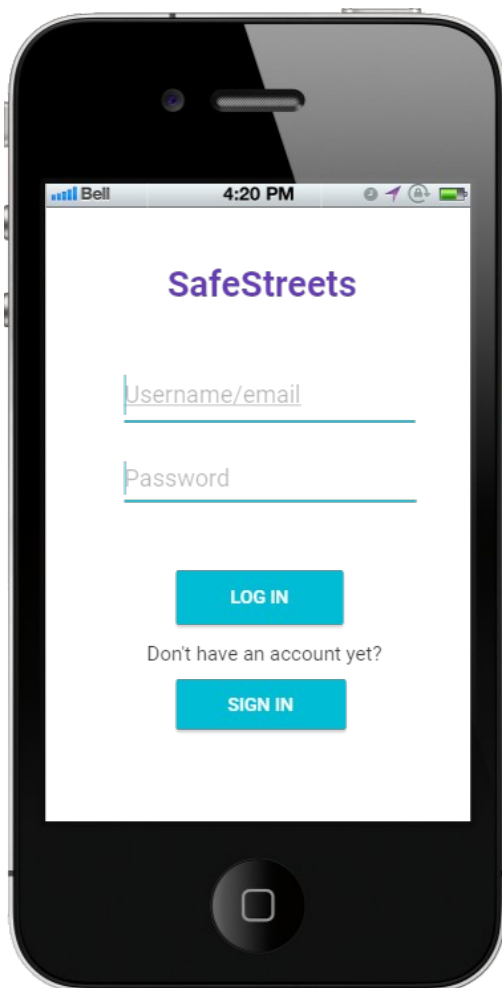 Bell 4:20 PM
SafeStreets
Username/email
Password
LOG IN
Don't have an account yet?
SIGN IN